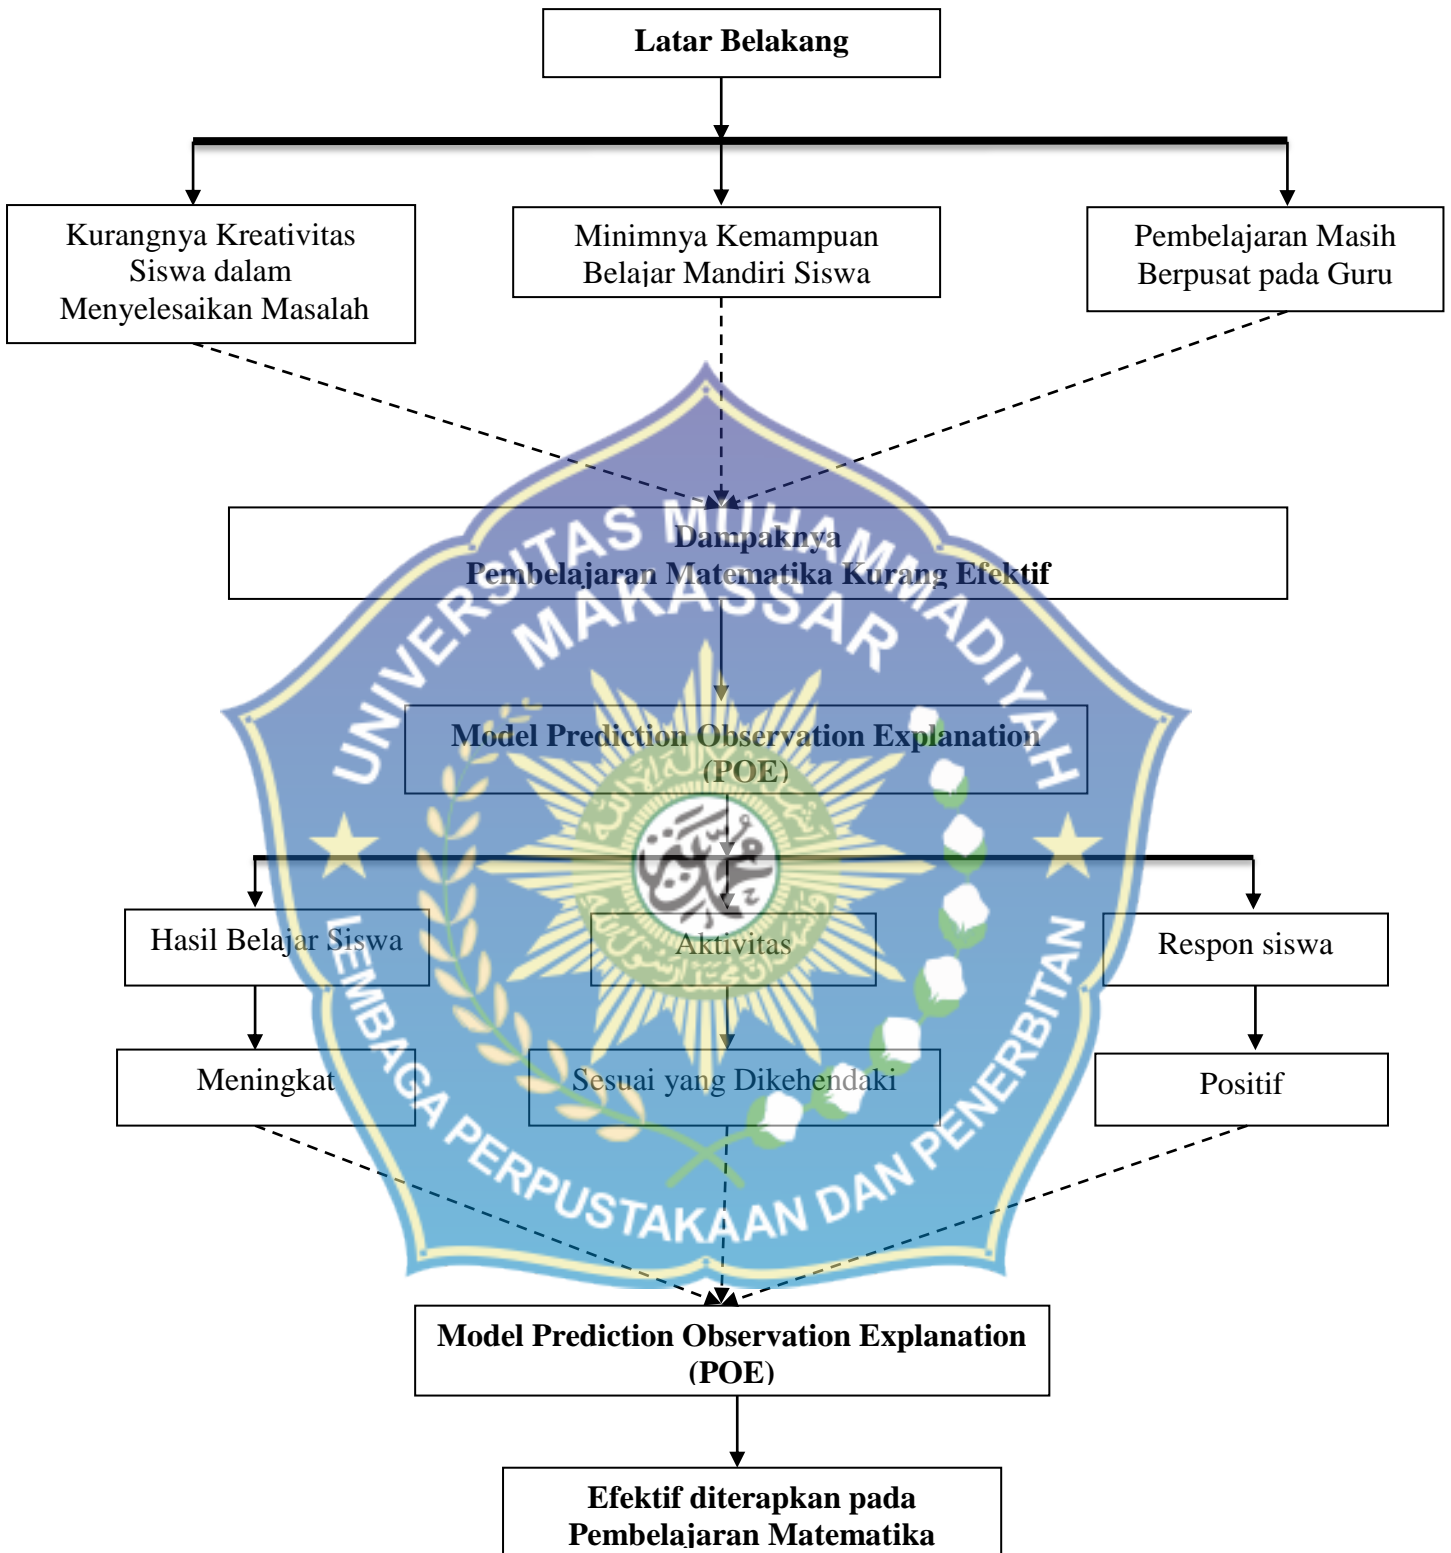 Latar Belakang
Kurangnya Kreativitas
Siswa dalam
Menyelesaikan Masalah
Minimnya Kemampuan
Belajar Mandiri Siswa
Pembelajaran Masih
Berpusat pada Guru
Dampaknya
Pembelajaran Matematika Kurang Efektif
UNIVERSITAS MUHAMMADIYAH
MAKASSAR
Model Prediction Observation Explanation
(POE)
Hasil Belajar Siswa
Aktivitas
Respon siswa
Meningkat
Sesuai yang Dikehendaki
Positif
LEMBAGA PERPUSTAKAAN DAN PENERBITAN
Model Prediction Observation Explanation
(POE)
Efektif diterapkan pada
Pembelajaran Matematika